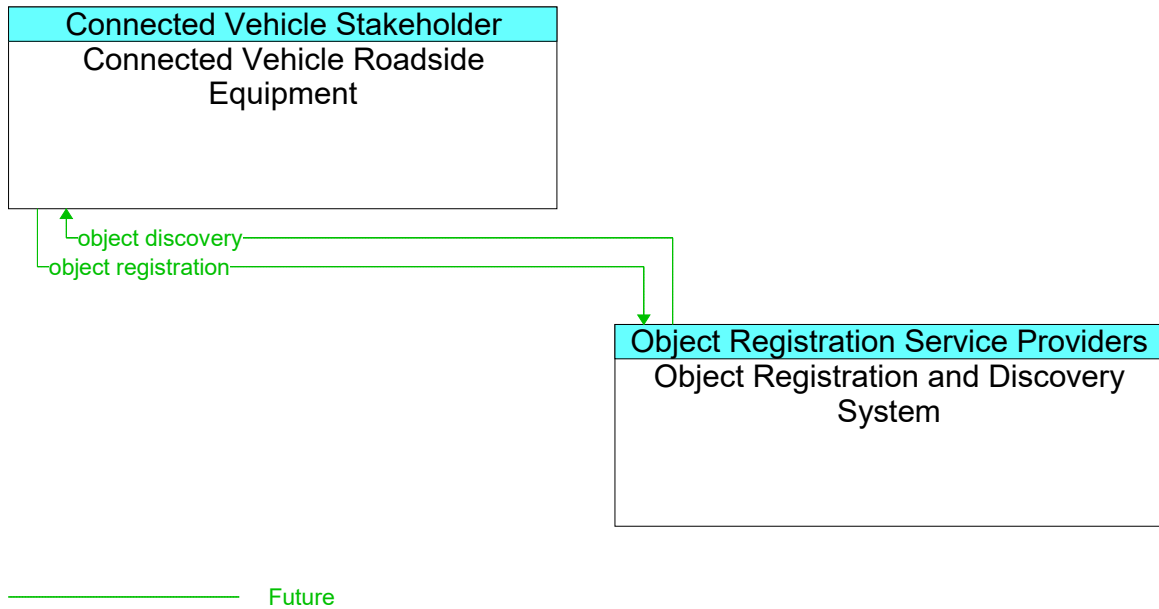 Connected Vehicle Stakeholder
Connected Vehicle Roadside
Equipment
object discovery
object registration
Object Registration Service Providers
Object Registration and Discovery
System
Future